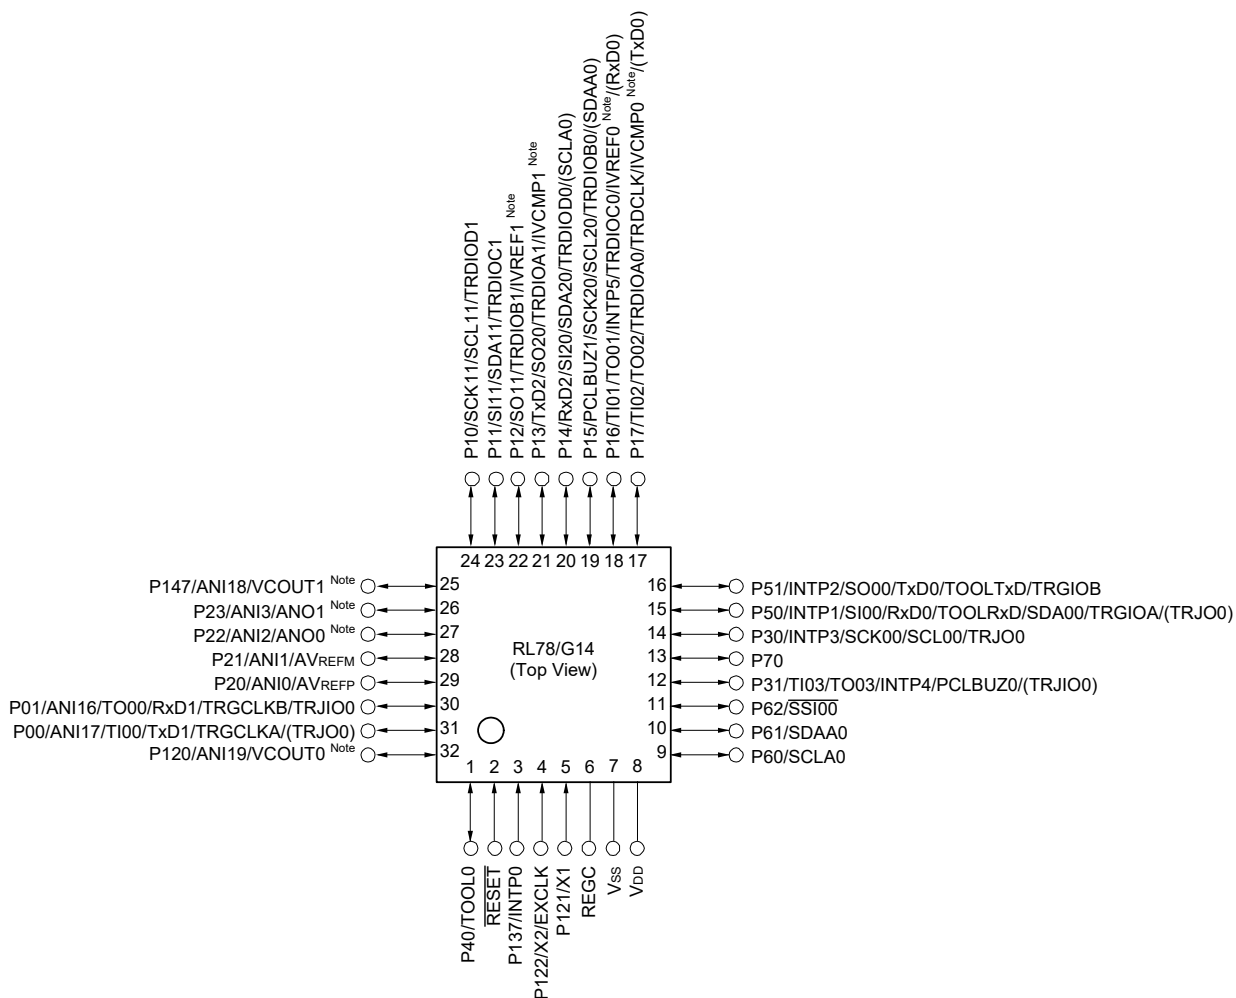 P10/SCK11/SCL11/TRDIOD1
P11/SI11/SDA11/TRDIOC1
P12/SO11/TRDIOB1/IVREF1 Note
P13/TxD2/SO20/TRDIOA1/IVCMP1 Note
P14/RxD2/SI20/SDA20/TRDIOD0/(SCLA0)
P15/PCLBUZ1/SCK20/SCL20/TRDIOB0/(SDAA0)
P16/TI01/TO01/INTP5/TRDIOC0/IVREF0 Note/(RxD0)
P17/TI02/TO02/TRDIOA0/TRDCLK/IVCMP0 Note/(TxD0)
24 23 22 21 20 19 18 17
P147/ANI18/VCOUT1 Note 25
P23/ANI3/ANO1 Note 26
P22/ANI2/ANO0 Note 27
P21/ANI1/AVREFM 28
P20/ANI0/AVREFP 29
P01/ANI16/TO00/RxD1/TRGCLKB/TRJIO0 30
P00/ANI17/TI00/TxD1/TRGCLKA/(TRJO0) 31
P120/ANI19/VCOUT0 Note 32
RL78/G14
(Top View)
16 P51/INTP2/SO00/TxD0/TOOLTxD/TRGIOB
15 P50/INTP1/SI00/RxD0/TOOLRxD/SDA00/TRGIOA/(TRJO0)
14 P30/INTP3/SCK00/SCL00/TRJO0
13 P70
12 P31/TI03/TO03/INTP4/PCLBUZ0/(TRJIO0)
11 P62/SSI00
10 P61/SDAA0
9 P60/SCLA0
1 2 3 4 5 6 7 8
P40/TOOL0
RESET
P137/INTP0
P122/X2/EXCLK
P121/X1
REGC
VSS
VDD